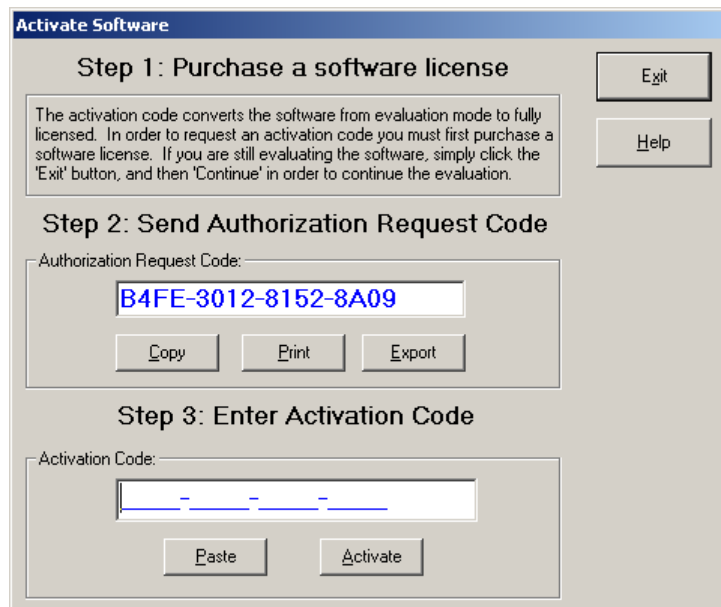 Activate Software
Step 1: Purchase a software license
Exit
The activation code converts the software from evaluation mode to fully
licensed. In order to request an activation code you must first purchase a
software license. If you are still evaluating the software, simply click the
'Exit' button, and then 'Continue' in order to continue the evaluation.
Help
Step 2: Send Authorization Request Code
Authorization Request Code:
B4FE-3012-8152-8A09
Copy Print Export
Step 3: Enter Activation Code
Activation Code:
____-____-____-____
Paste Activate